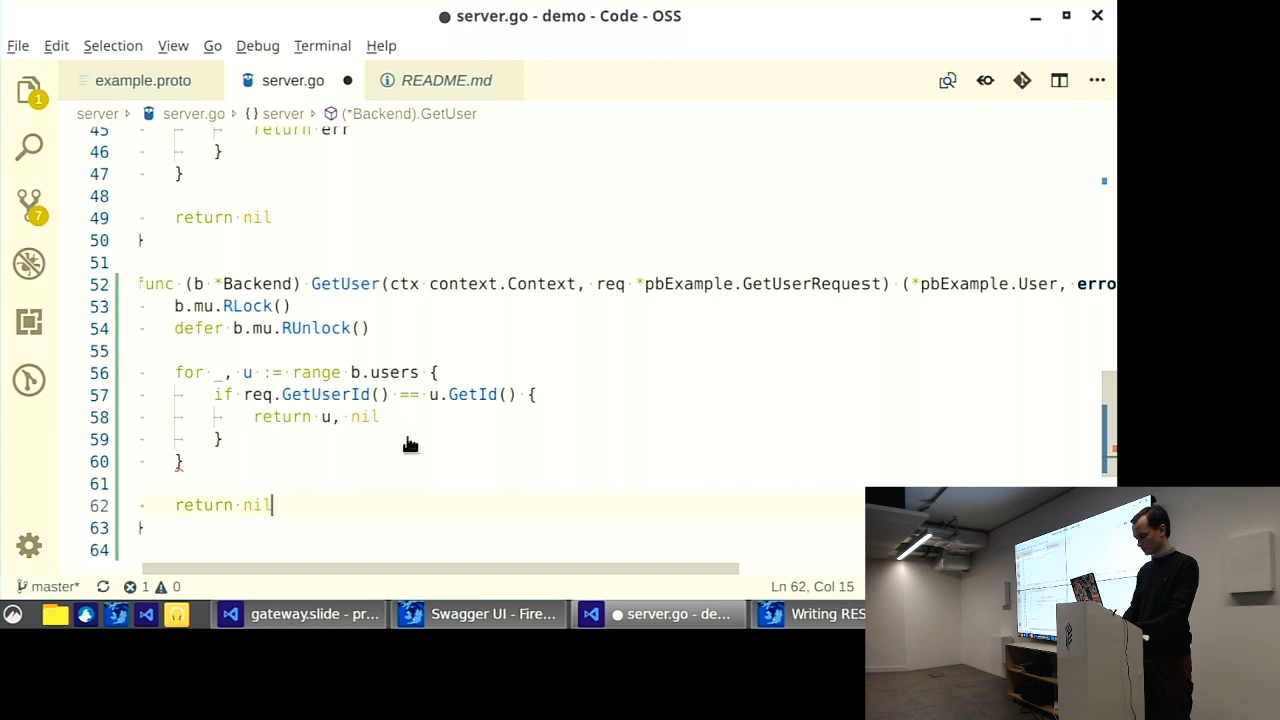 server.go - demo - Code - OSS
File Edit Selection View Go Debug Terminal Help
example.proto server.go README.md
server server.go {} server (*Backend).GetUser
45 return err
46 }
47 }
48
49 return nil
50 }
51
52 func (b *Backend) GetUser(ctx context.Context, req *pbExample.GetUserRequest) (*pbExample.User, erro
53 b.mu.RLock()
54 defer b.mu.RUnlock()
55
56 for _, u := range b.users {
57 if req.GetUserId() == u.GetId() {
58 return u, nil
59 }
60 }
61
62 return nil
63 }
64
1
7
master* 1 0 Ln 62, Col 15
gateway.slide - pr... Swagger UI - Fire... ● server.go - de... Writing RES